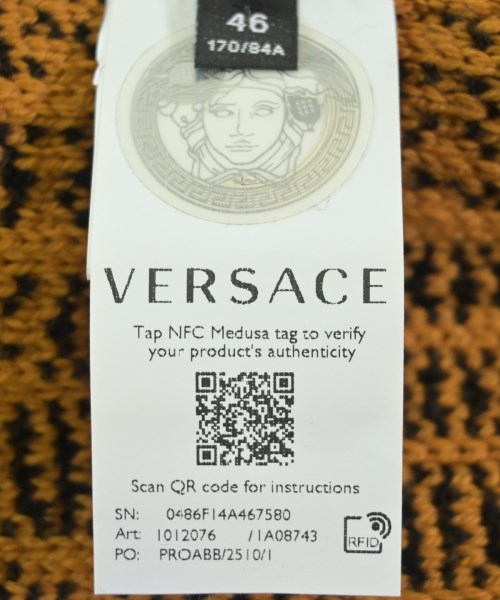 46
170/84A
VERSACE
Tap NFC Medusa tag to verify
your product's authenticity
Scan QR code for instructions
SN: 0486F14A467580
Art: 1012076 /1A08743
PO: PROABB/2510/1
RFID